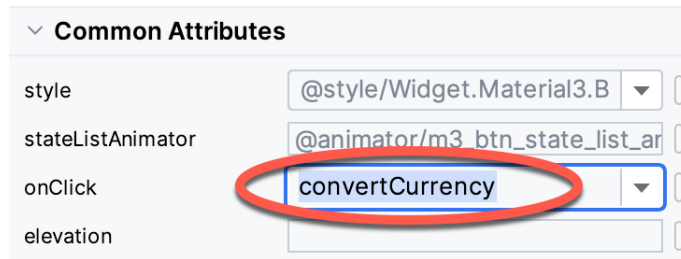 Common Attributes
style @style/Widget.Material3.B
stateListAnimator @animator/m3_btn_state_list_ar
onClick convertCurrency
elevation